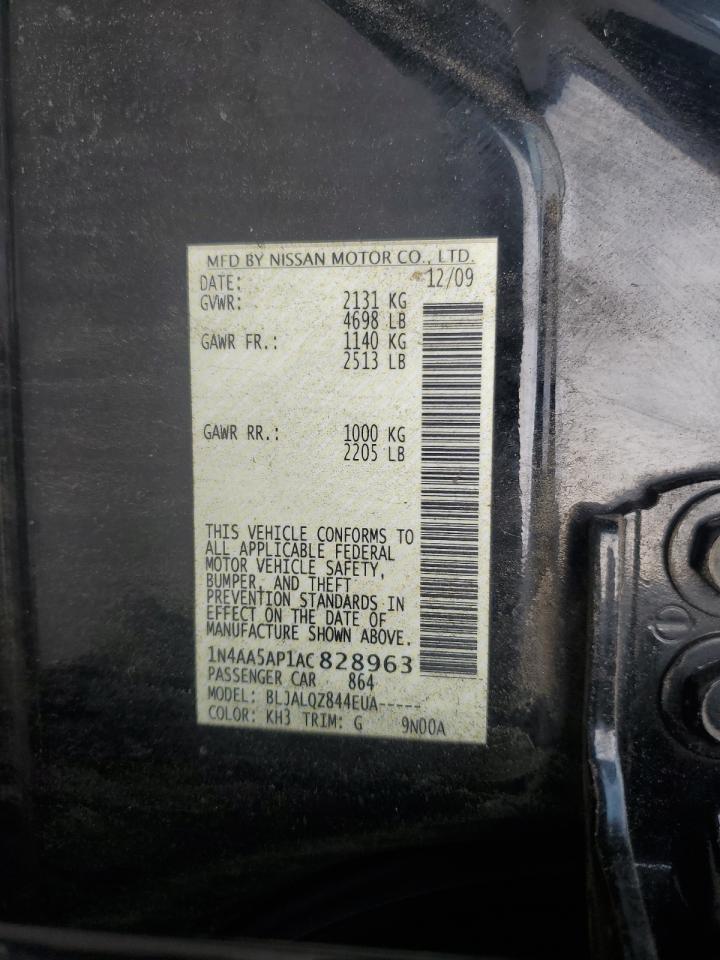 MFD BY NISSAN MOTOR CO., LTD.
DATE: 12/09
GVWR: 2131 KG
4698 LB
GAWR FR.: 1140 KG
2513 LB
GAWR RR.: 1000 KG
2205 LB
THIS VEHICLE CONFORMS TO
ALL APPLICABLE FEDERAL
MOTOR VEHICLE SAFETY,
BUMPER, AND THEFT
PREVENTION STANDARDS IN
EFFECT ON THE DATE OF
MANUFACTURE SHOWN ABOVE.
1N4AA5AP1AC828963
PASSENGER CAR 864
MODEL: BLJALQZ844EUA-----
COLOR: KH3 TRIM: G 9N00A